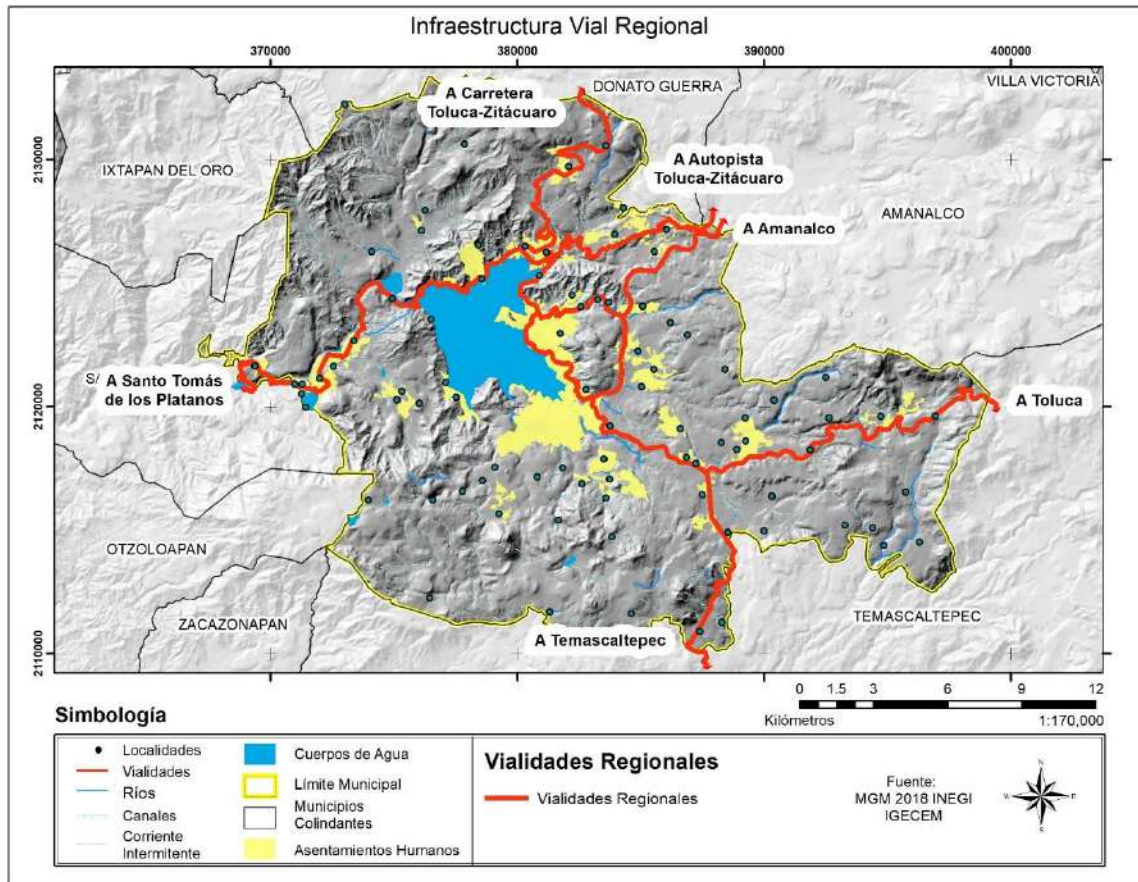 Infraestructura Vial Regional
370000
380000
390000
400000
A Carretera
Toluca-Zitácuaro
DONATO GUERRA
VILLA VICTORIA
2130000
IXTAPAN DEL ORO
A Autopista
Toluca-Zitácuaro
AMANALCO
A Amanalco
S/
A Santo Tomás
de los Platanos
2120000
A Toluca
OTZOLOAPAN
ZACAZONAPAN
TEMASCALTEPEC
A Temascaltepec
2110000
0 1.5 3 6 9 12
Kilómetros
1:170,000
Simbología
Localidades
Vialidades
Ríos
Canales
Corriente
Intermitente
Cuerpos de Agua
Límite Municipal
Municipios
Colindantes
Asentamientos Humanos
Vialidades Regionales
Vialidades Regionales
Fuente:
MGM 2018 INEGI
IGECEM
N
W
E
S